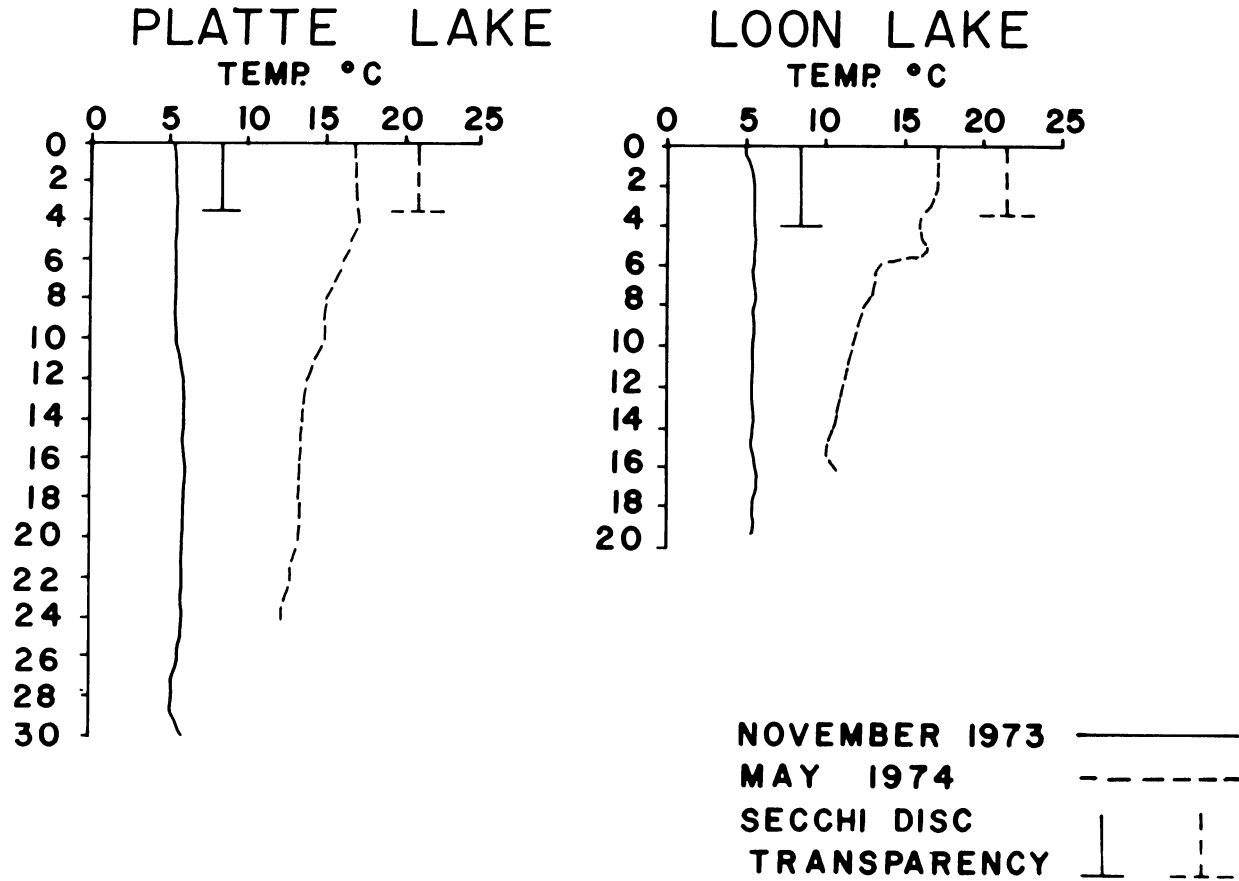 PLATTE LAKE
TEMP. °C
0 5 10 15 20 25
0
2
4
6
8
10
12
14
16
18
20
22
24
26
28
30
LOON LAKE
TEMP. °C
0 5 10 15 20 25
0
2
4
6
8
10
12
14
16
18
20
NOVEMBER 1973
MAY 1974
SECCHI DISC
TRANSPARENCY